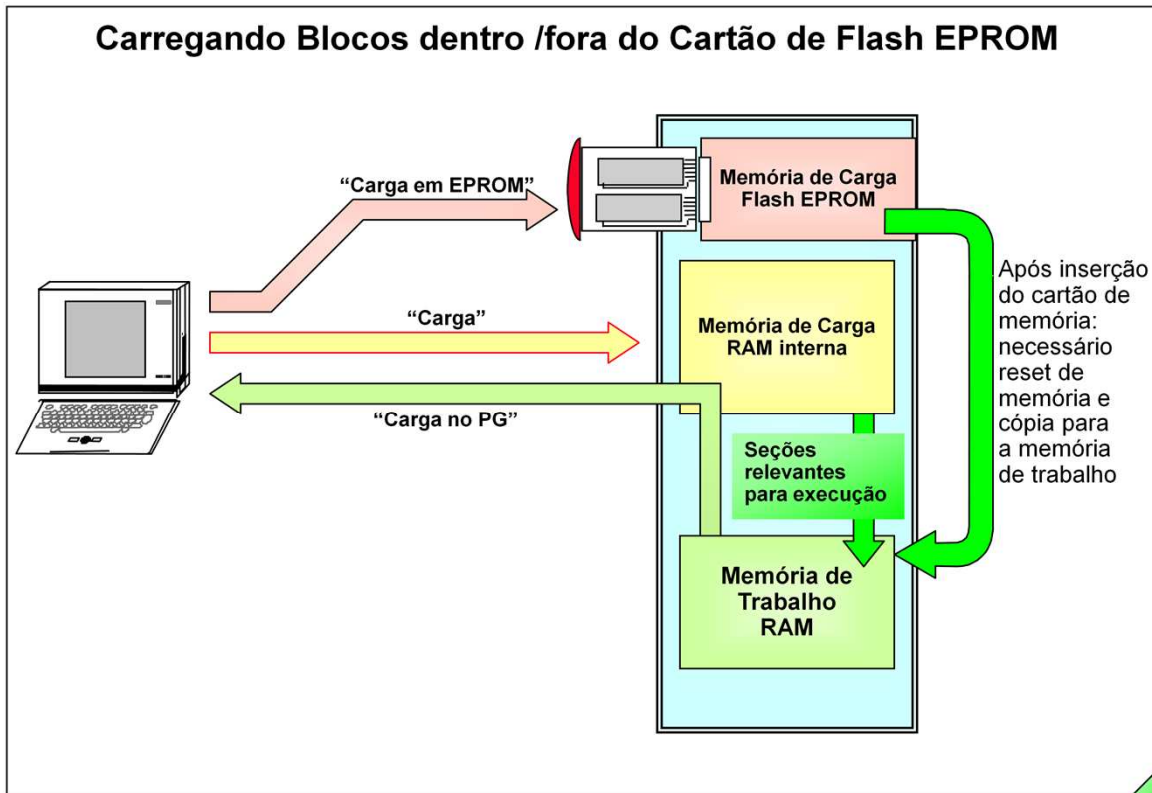 Carregando Blocos dentro /fora do Cartão de Flash EPROM
“Carga em EPROM”
Memória de Carga
Flash EPROM
“Carga”
Memória de Carga
RAM interna
“Carga no PG”
Seções
relevantes
para execução
Memória de
Trabalho
RAM
Após inserção
do cartão de
memória:
necessário
reset de
memória e
cópia para
a memória
de trabalho